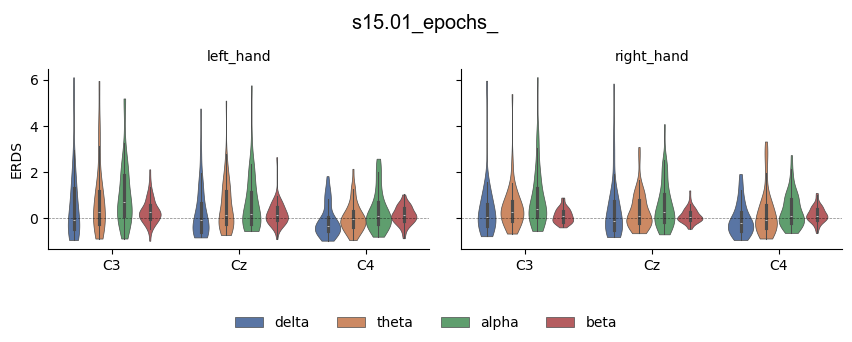 s15.01_epochs_
left_hand right_hand
6
4
2
0
ERDS
C3 Cz C4 C3 Cz C4
delta theta alpha beta